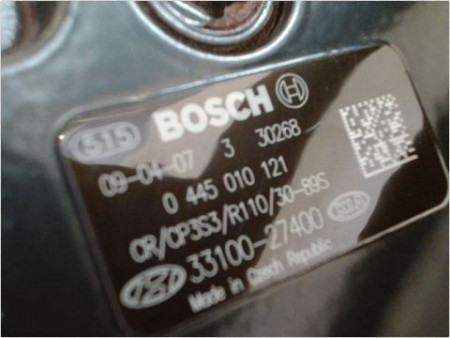 515 BOSCH
09-04-07 3 30268
0 445 010 121
CR/CP3S3/R110/30-89S
33100-27400
Made in Czech Republic